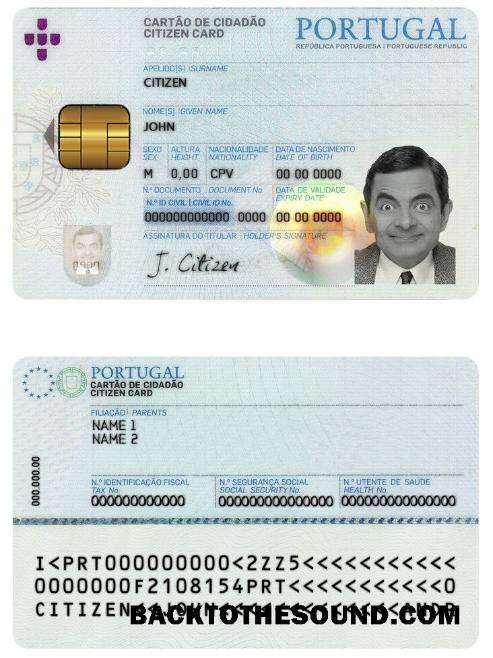 CARTÃO DE CIDADÃO
CITIZEN CARD
PORTUGAL
REPÚBLICA PORTUGUESA | PORTUGUESE REPUBLIC
APELIDO[S] | SURNAME
CITIZEN
NOME[S] | GIVEN NAME
JOHN
SEXO ALTURA NACIONALIDADE DATA DE NASCIMENTO
SEX HEIGHT NATIONALITY DATE OF BIRTH
M 0,00 CPV 00 00 0000
N.º DOCUMENTO DOCUMENT No. DATA DE VALIDADE
N.º ID CIVIL | CIVIL ID No. EXPIRY DATE
000000000000 0000 00 00 0000
ASSINATURA DO TITULAR | HOLDER'S SIGNATURE
J. Citizen
PORTUGAL
CARTÃO DE CIDADÃO
CITIZEN CARD
FILIAÇÃO | PARENTS
NAME 1
NAME 2
000.000.00
N.º IDENTIFICAÇÃO FISCAL N.º SEGURANÇA SOCIAL N.º UTENTE DE SAÚDE
TAX No. SOCIAL SECURITY No. HEALTH No.
0000000000000 0000000000000000 0000000000000000
I<PRT000000000<2ZZ5<<<<<<<<<<<
0000000F2108154PRT<<<<<<<<<<<0
CITIZEN
BACKTOTHESOUND.COM